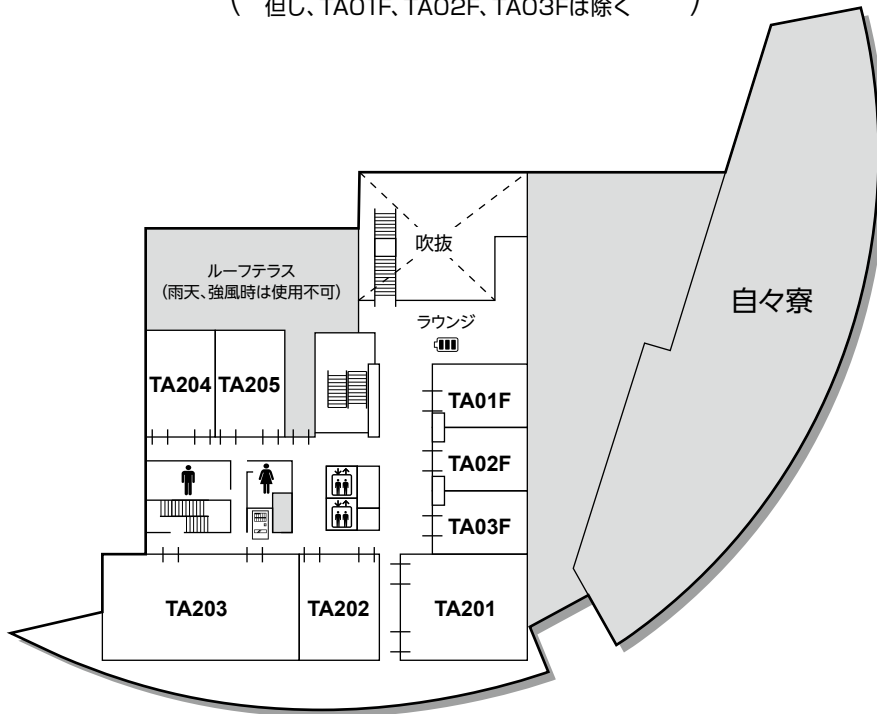 ( 但し、TA01F、TA02F、TA03Fは除く )
吹抜
ルーフテラス
(雨天、強風時は使用不可)
自々寮
ラウンジ
TA204
TA205
TA01F
TA02F
TA03F
TA203
TA202
TA201